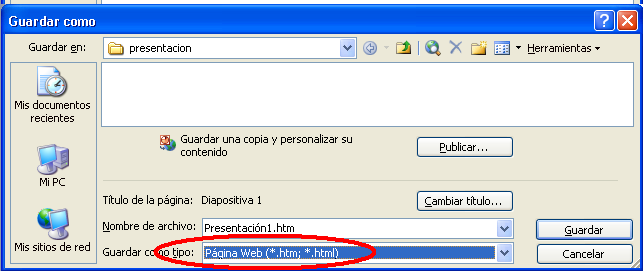 Guardar como
Guardar en: presentacion Herramientas
Mis documentos
recientes
Mi PC
Mis sitios de red
Guardar una copia y personalizar su
contenido
Publicar...
Título de la página: Diapositiva 1 Cambiar título...
Nombre de archivo: Presentación1.htm Guardar
Guardar como tipo: Página Web (*.htm; *.html) Cancelar